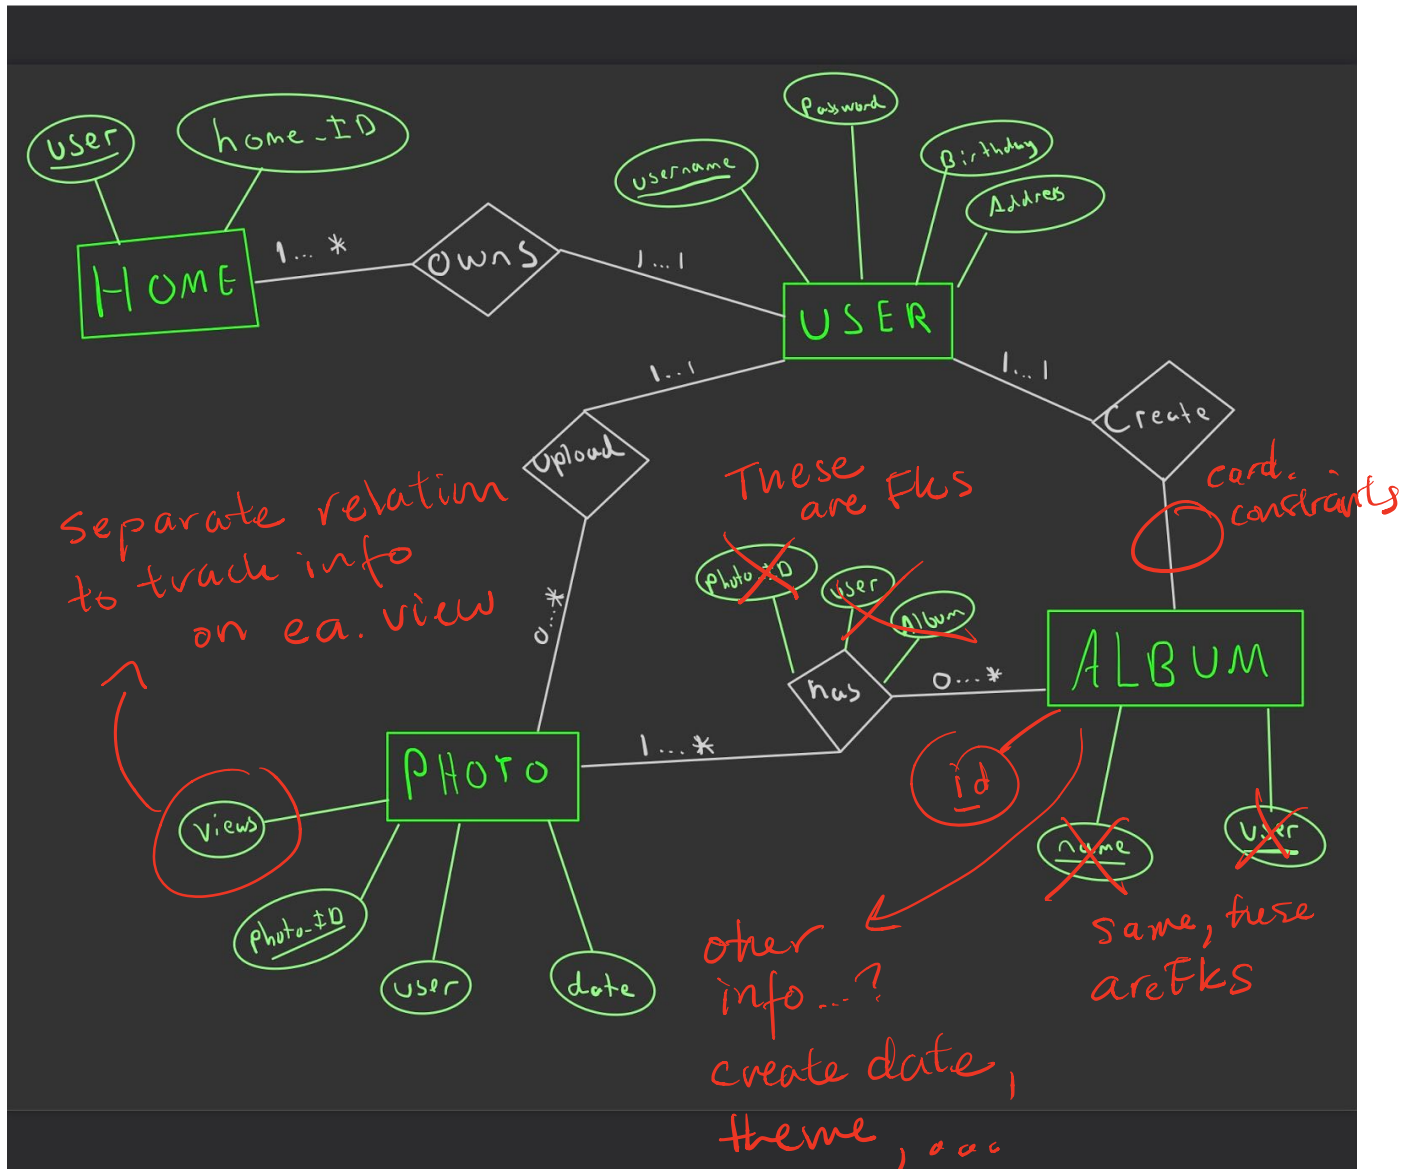 Password
user
home_ID
username
Birthday
Address
1...*
owns
1...1
HOME
USER
1...1
1...1
Create
Upload
These
are Fks
card.
constraints
Separate relation
to track info
on ea. view
photo_ID
user
Album
0...*
has
0...*
ALBUM
1...*
PHOTO
id
views
name
user
photo_ID
user
date
other
info...?
create date,
theme, ...
Same, these
are Fks